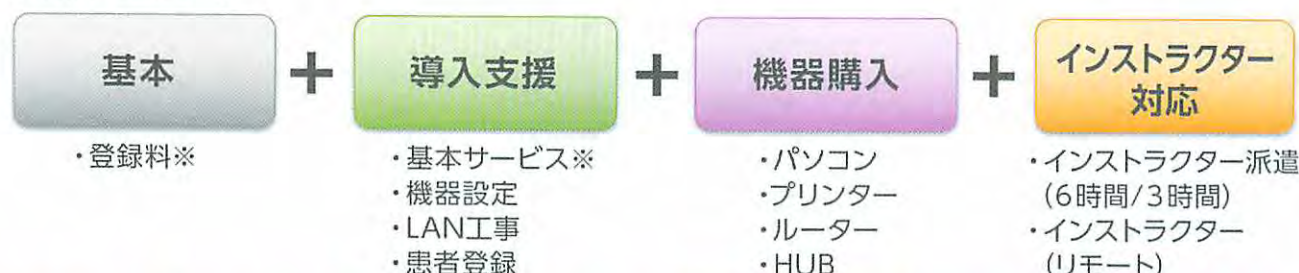 基本
+
導入支援
+
機器購入
+
インストラクター
対応
・登録料※
・基本サービス※
・機器設定
・LAN工事
・患者登録
・パソコン
・プリンター
・ルーター
・HUB
・インストラクター派遣
(6時間/3時間)
・インストラクター
(リモート)